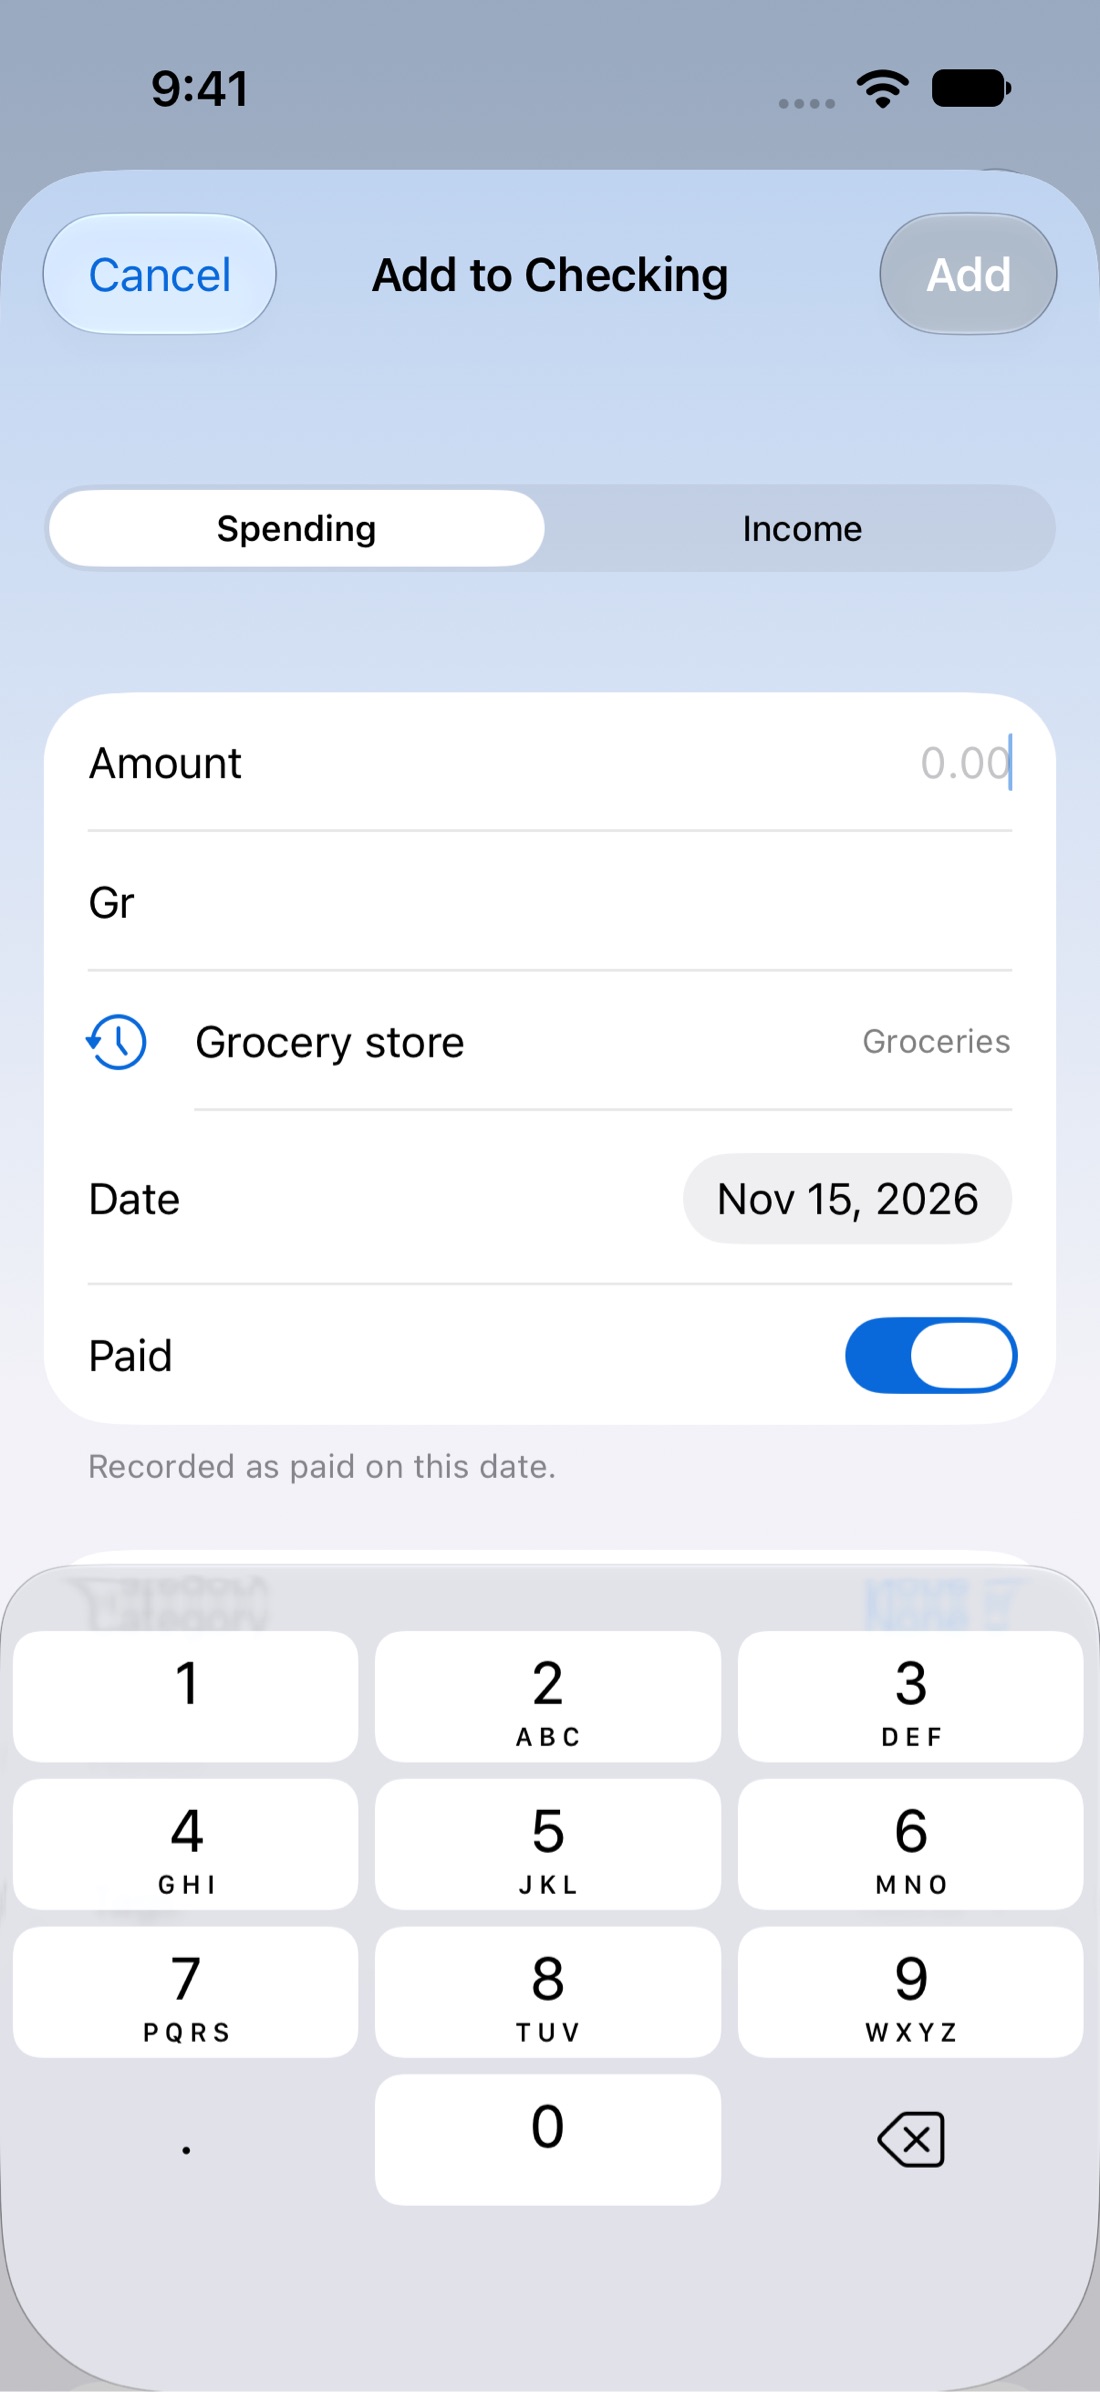 9:41
Cancel
Add to Checking
Add
Spending
Income
Amount
0.00
Gr
Grocery store
Groceries
Date
Nov 15, 2026
Paid
Recorded as paid on this date.
Category
None
1
2
ABC
3
DEF
4
GHI
5
JKL
6
MNO
7
PQRS
8
TUV
9
WXYZ
.
0